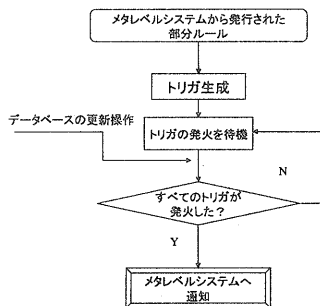 メタレベルシステムから発行された
部分ルール
トリガ生成
データベースの更新操作
トリガの発火を待機
N
すべてのトリガが
発火した？
Y
メタレベルシステムへ
通知